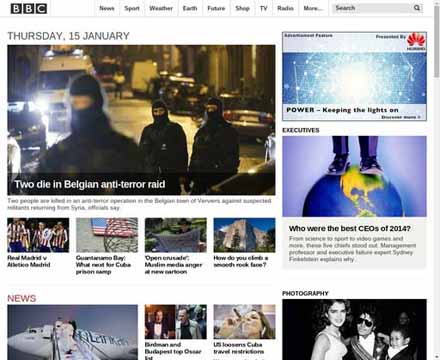 BBC
News Sport Weather Earth Future Shop TV Radio More... Search
THURSDAY, 15 JANUARY
Two die in Belgian anti-terror raid
Two people are killed in an anti-terror operation in the Belgian town of Verviers against suspected
militants returning from Syria, officials say.
Real Madrid v
Atletico Madrid
Guantanamo Bay:
What next for Cuba
prison camp
'Open crusade':
Muslim media anger
at new cartoon
How do you climb a
smooth rock face?
NEWS
Birdman and
Budapest top Oscar
list
US loosens Cuba
travel restrictions
Advertisement Feature
Presented By
HUAWEI
POWER – Keeping the lights on
Discover more >
EXECUTIVES
Who were the best CEOs of 2014?
From science to sport to video games and
more, these five chiefs stood out. Management
professor and executive failure expert Sydney
Finkelstein explains why.
PHOTOGRAPHY